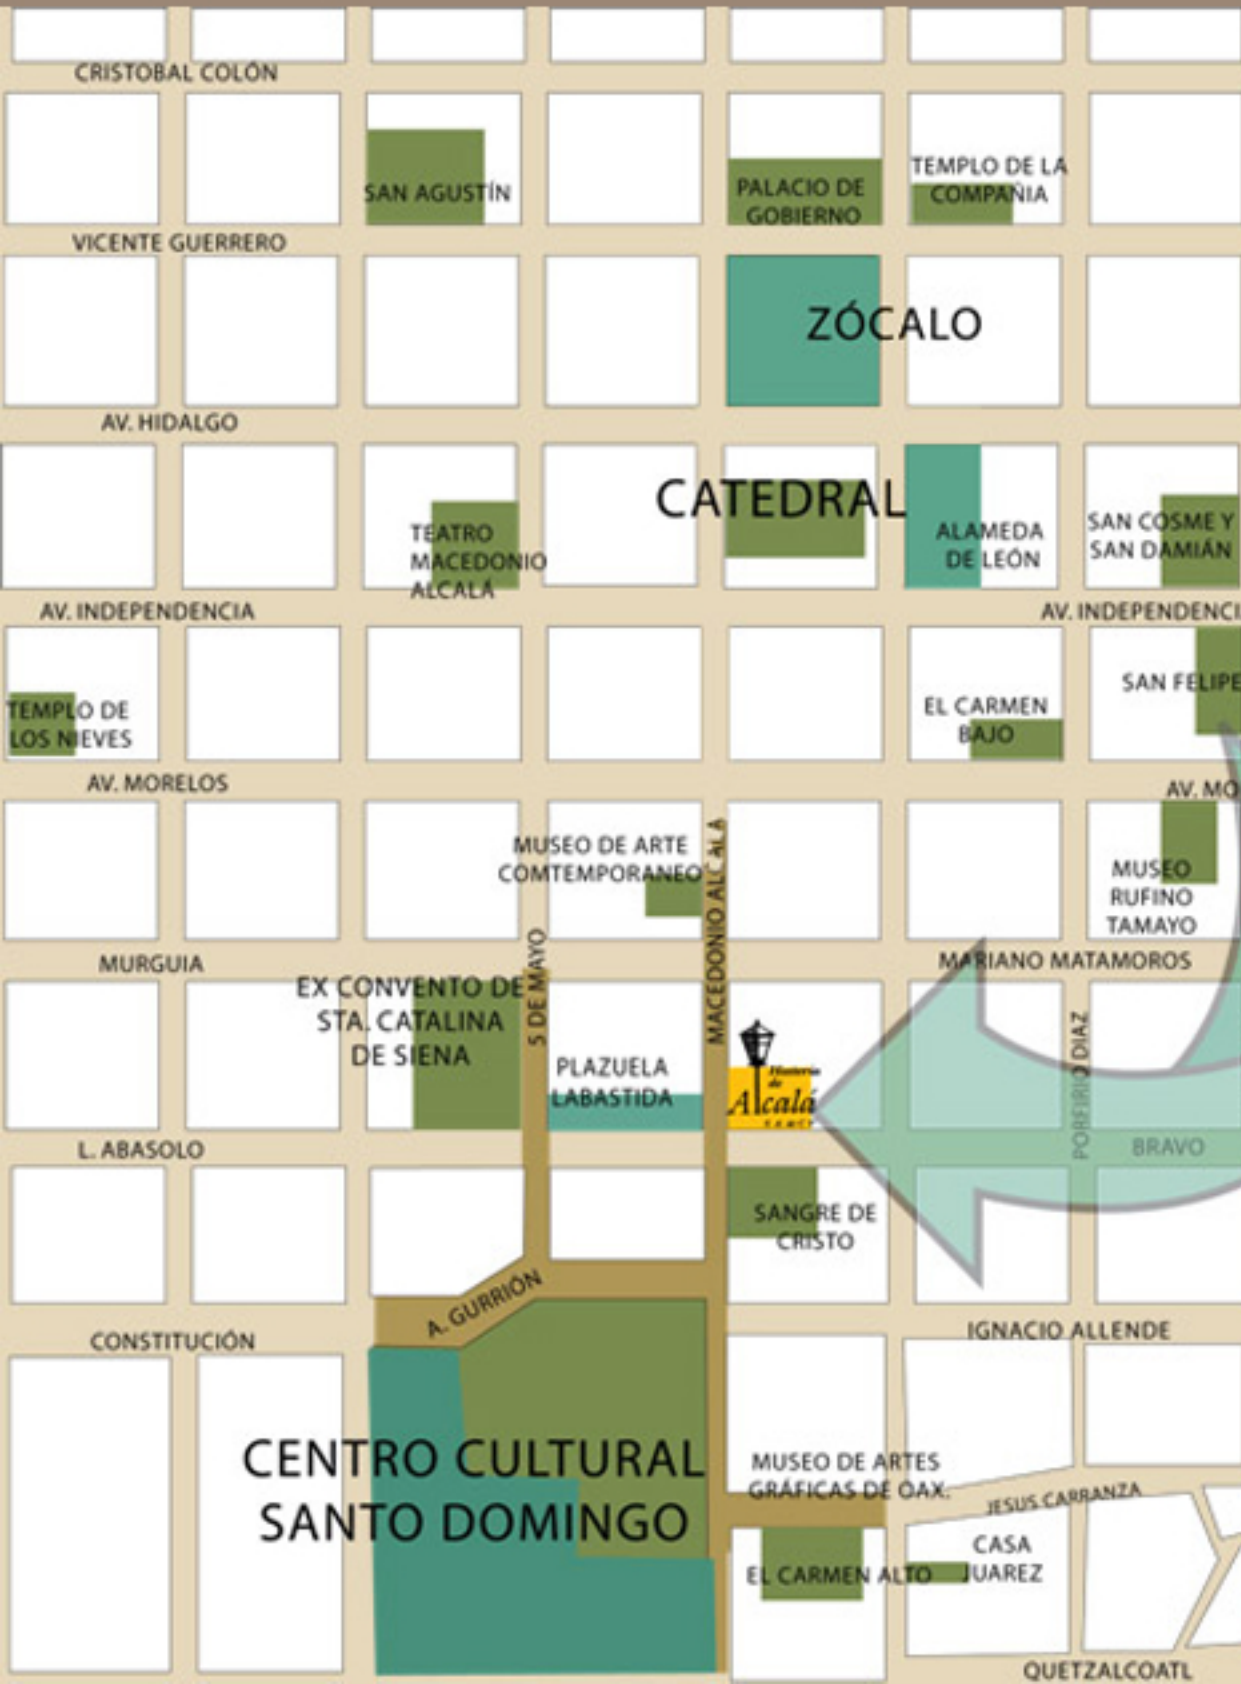 CRISTOBAL COLÓN
SAN AGUSTÍN
PALACIO DE
GOBIERNO
TEMPLO DE LA
COMPAÑIA
VICENTE GUERRERO
ZÓCALO
AV. HIDALGO
CATEDRAL
TEATRO
MACEDONIO
ALCALÁ
ALAMEDA
DE LEÓN
SAN COSME Y
SAN DAMIÁN
AV. INDEPENDENCIA
AV. INDEPENDENCI
TEMPLO DE
LOS NIEVES
EL CARMEN
BAJO
SAN FELIPE
AV. MORELOS
AV. MO
MUSEO DE ARTE
COMTEMPORANEO
MACEDONIO ALCALA
MUSEO
RUFINO
TAMAYO
MURGUIA
MARIANO MATAMOROS
EX CONVENTO DE
STA. CATALINA
DE SIENA
5 DE MAYO
PLAZUELA
LABASTIDA
Hosteria
de
Alcalá
PORFIRIO DIAZ
L. ABASOLO
BRAVO
SANGRE DE
CRISTO
A. GURRIÓN
CONSTITUCIÓN
IGNACIO ALLENDE
CENTRO CULTURAL
SANTO DOMINGO
MUSEO DE ARTES
GRÁFICAS DE OAX.
JESUS CARRANZA
EL CARMEN ALTO
CASA
JUAREZ
QUETZALCOATL